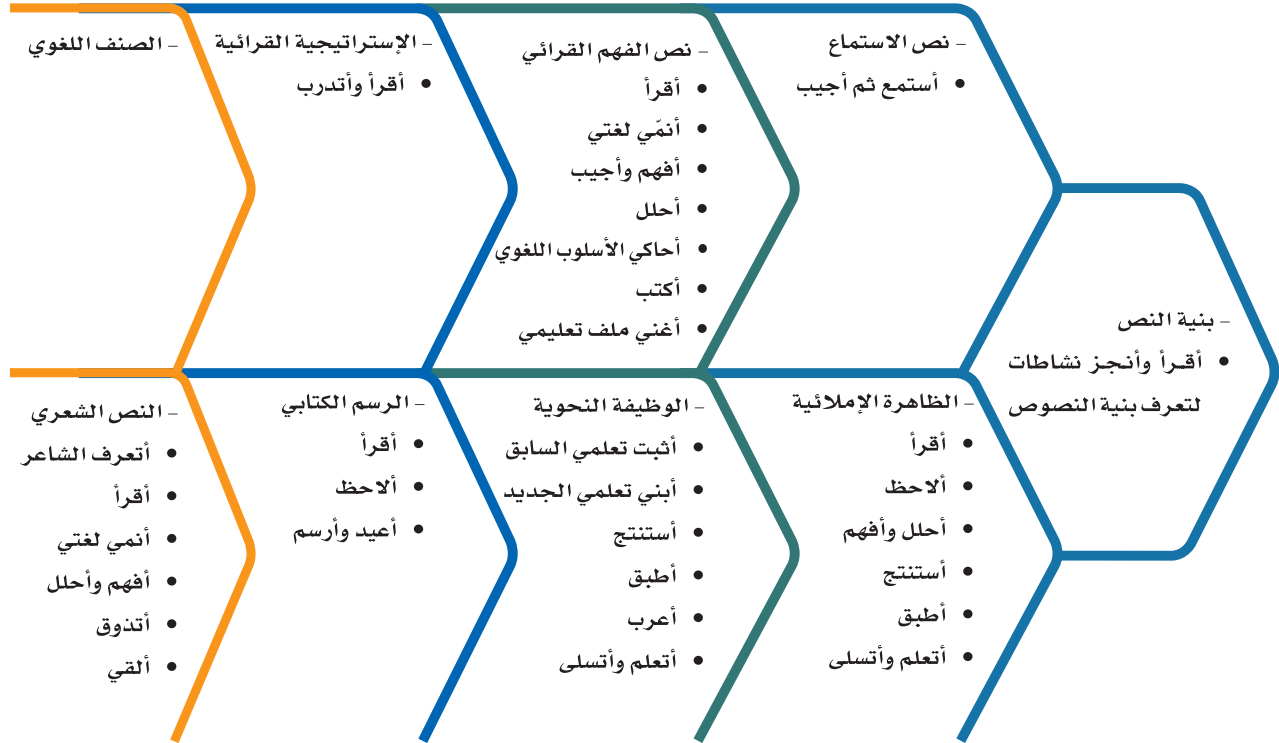 – بنية النص
• أقرأ وأنجز نشاطات
لتعرف بنية النصوص
– نص الاستماع
• أستمع ثم أجيب
– نص الفهم القرائي
• أقرأ
• أنمّي لغتي
• أفهم وأجيب
• أحلل
• أحاكي الأسلوب اللغوي
• أكتب
• أغني ملف تعليمي
– الإستراتيجية القرائية
• أقرأ وأتدرب
– الصنف اللغوي
– الظاهرة الإملائية
• أقرأ
• ألاحظ
• أحلل وأفهم
• أستنتج
• أطبق
• أتعلم وأتسلى
– الوظيفة النحوية
• أثبت تعلمي السابق
• أبني تعلمي الجديد
• أستنتج
• أطبق
• أعرب
• أتعلم وأتسلى
– الرسم الكتابي
• أقرأ
• ألاحظ
• أعيد وأرسم
– النص الشعري
• أتعرف الشاعر
• أقرأ
• أنمي لغتي
• أفهم وأحلل
• أتذوق
• ألقي